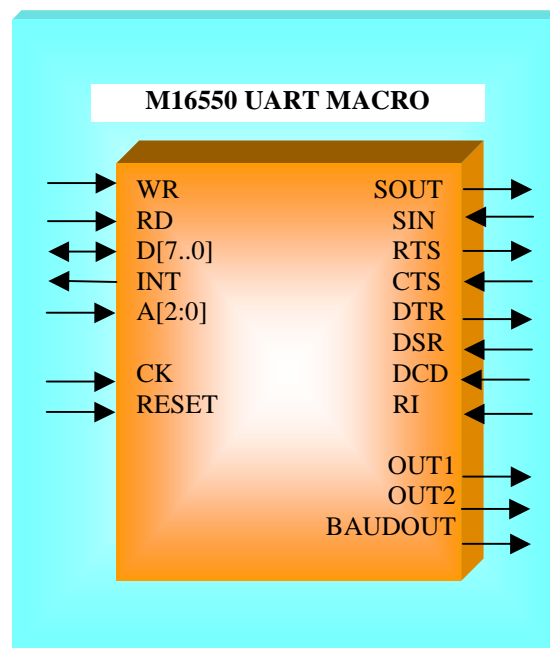 M16550 UART MACRO
WR
RD
D[7..0]
INT
A[2:0]
CK
RESET
SOUT
SIN
RTS
CTS
DTR
DSR
DCD
RI
OUT1
OUT2
BAUDOUT